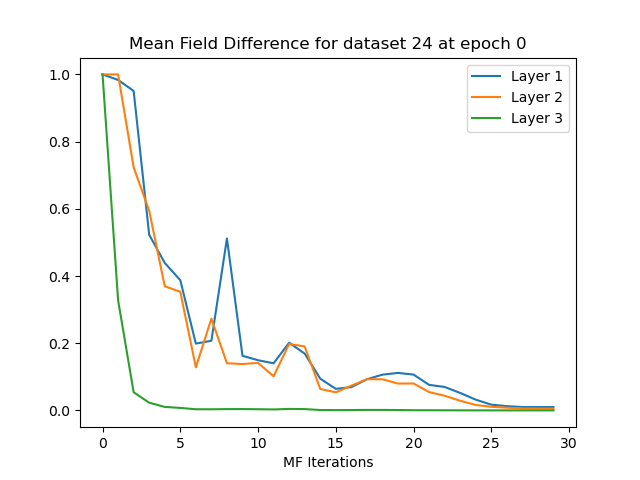 Mean Field Difference for dataset 24 at epoch 0
Layer 1
Layer 2
Layer 3
1.0
0.8
0.6
0.4
0.2
0.0
0 5 10 15 20 25 30
MF Iterations